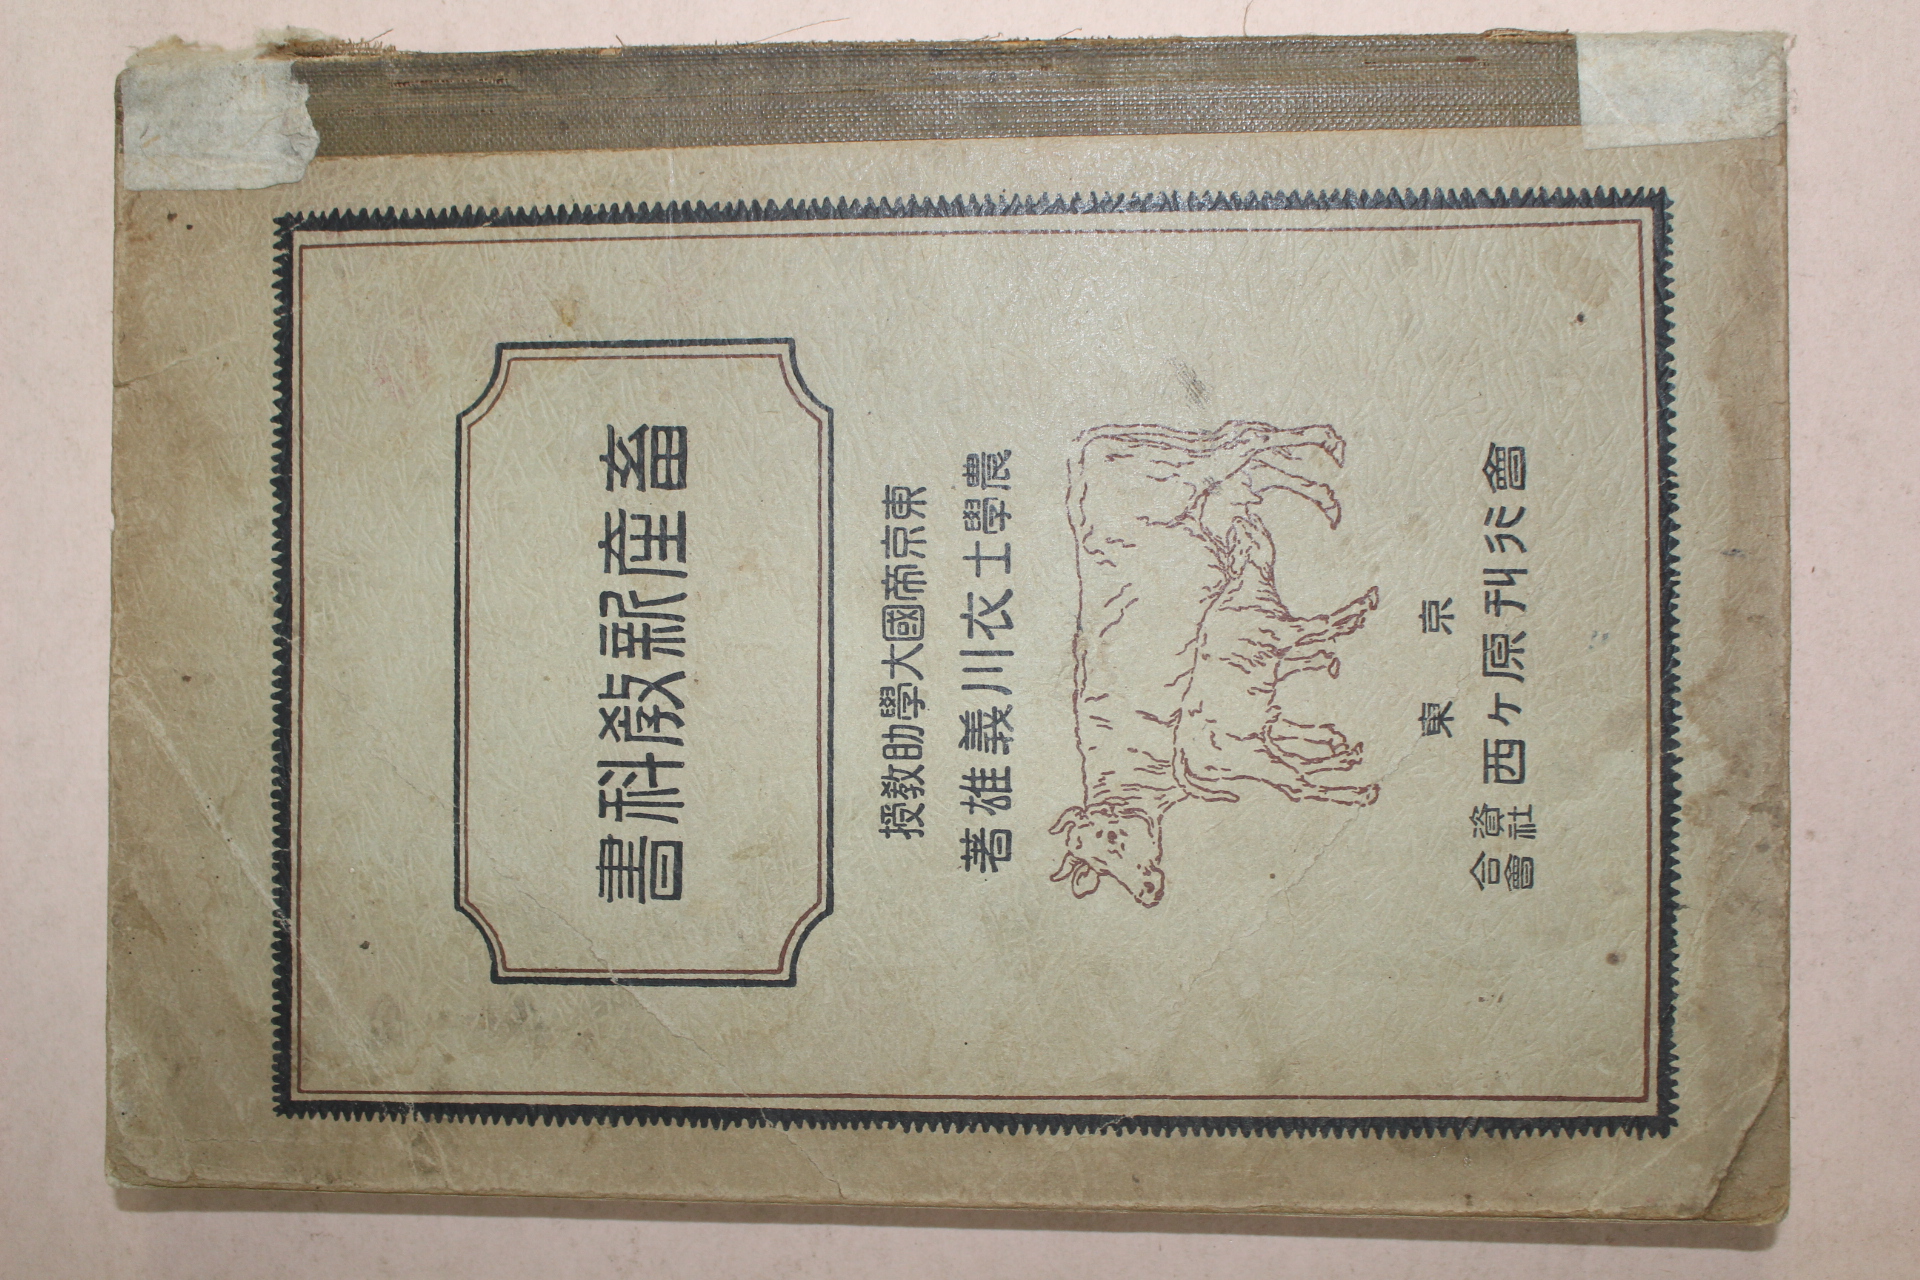 畜産新教科書
東京帝國大學助教授
農學士衣川義雄著
東京
合資會社 西ケ原刊行會